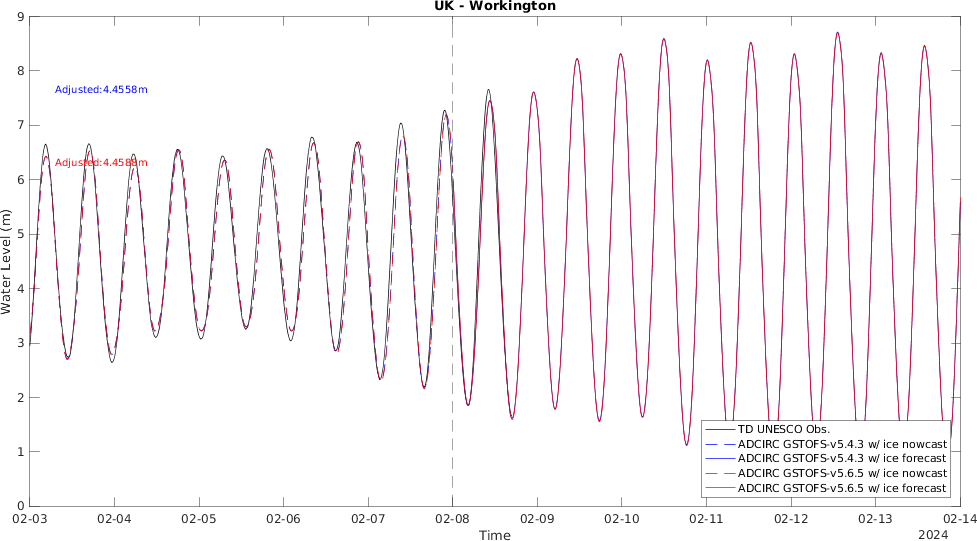 UK - Workington
9
8
7
6
5
4
3
2
1
0
Water Level (m)
Adjusted:4.4558m
Adjusted:4.4588m
TD UNESCO Obs.
ADCIRC GSTOFS-v5.4.3 w/ ice nowcast
ADCIRC GSTOFS-v5.4.3 w/ ice forecast
ADCIRC GSTOFS-v5.6.5 w/ ice nowcast
ADCIRC GSTOFS-v5.6.5 w/ ice forecast
02-03 02-04 02-05 02-06 02-07 02-08 02-09 02-10 02-11 02-12 02-13 02-14
Time
2024